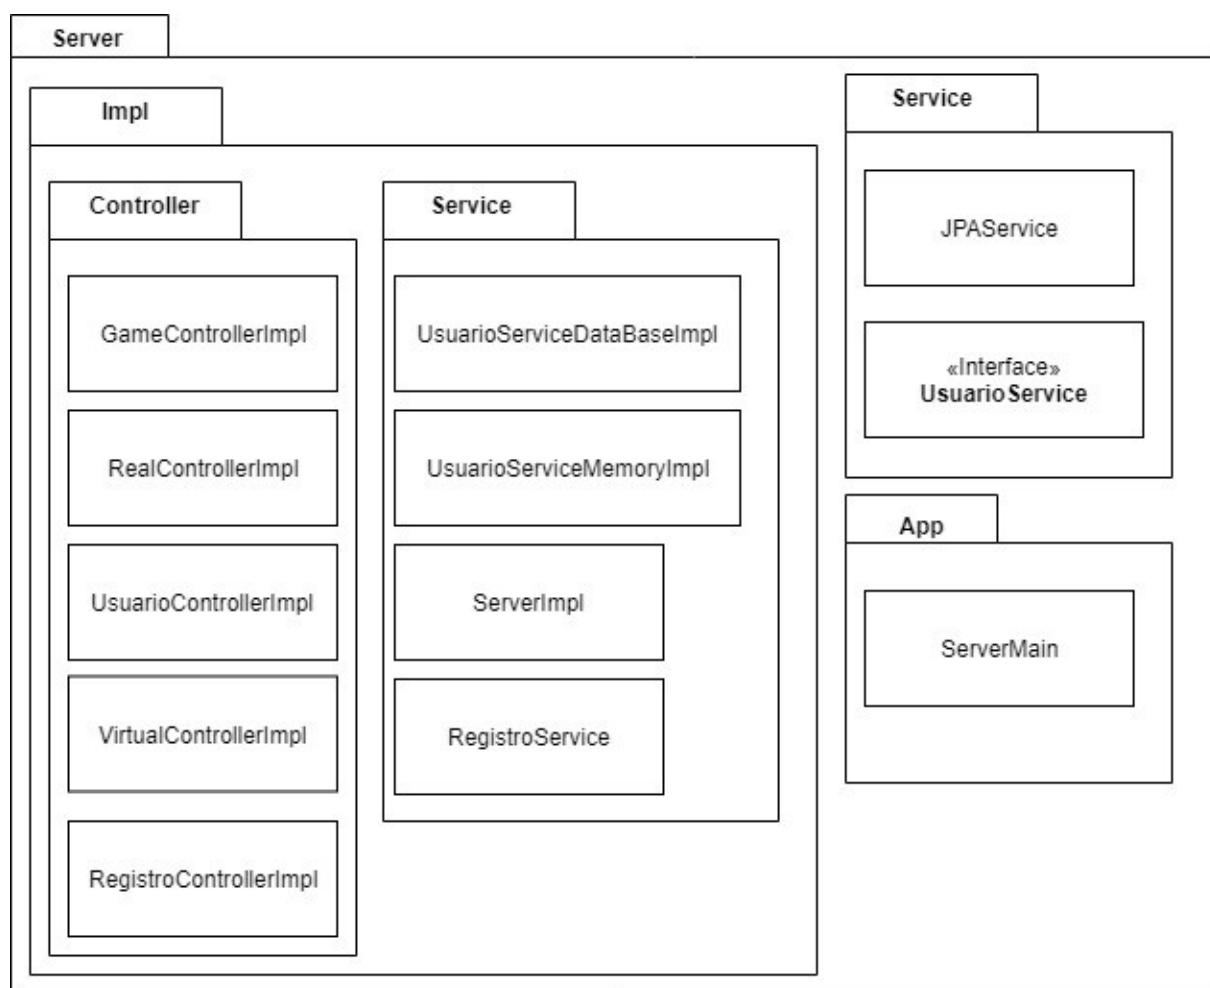 Server
Impl
Controller
GameControllerImpl
RealControllerImpl
UsuarioControllerImpl
VirtualControllerImpl
RegistroControllerImpl
Service
UsuarioServiceDataBaseImpl
UsuarioServiceMemoryImpl
ServerImpl
RegistroService
Service
JPAService
«Interface»
UsuarioService
App
ServerMain